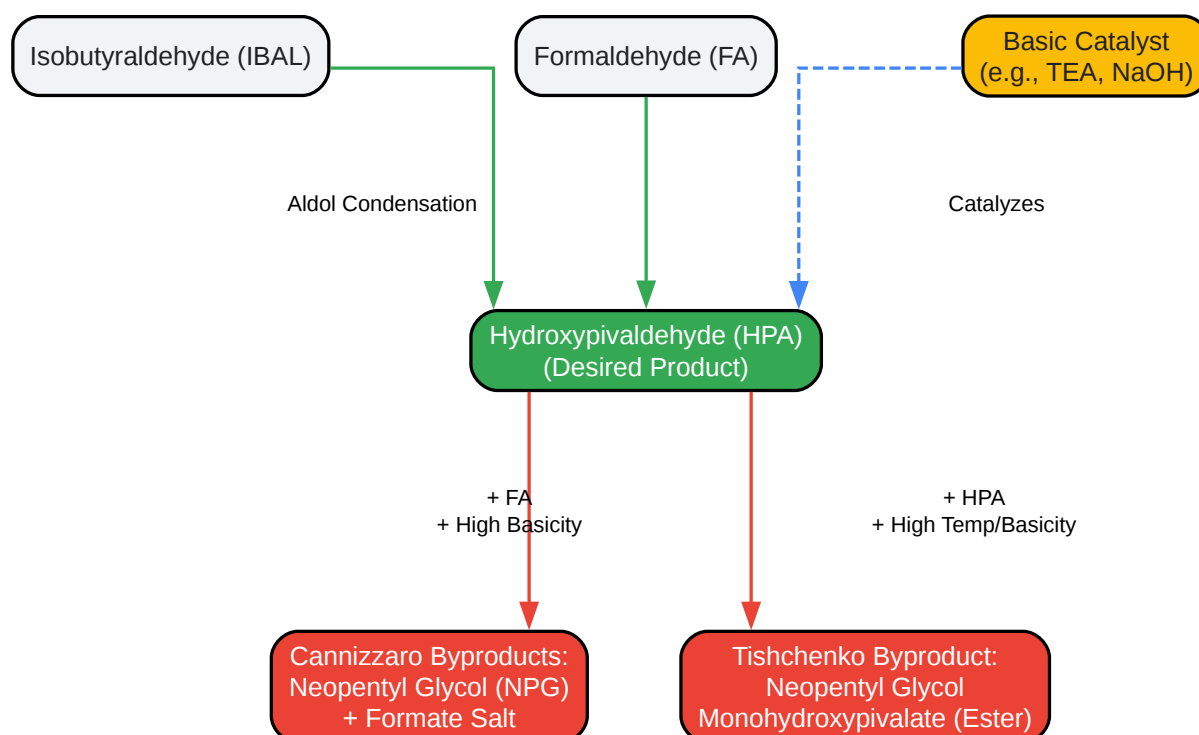 Isobutyraldehyde (IBAL)
Formaldehyde (FA)
Basic Catalyst
(e.g., TEA, NaOH)
Aldol Condensation
Catalyzes
Hydroxypivaldehyde (HPA)
(Desired Product)
+ FA
+ High Basicity
+ HPA
+ High Temp/Basicity
Cannizzaro Byproducts:
Neopentyl Glycol (NPG)
+ Formate Salt
Tishchenko Byproduct:
Neopentyl Glycol
Monohydroxypivalate (Ester)